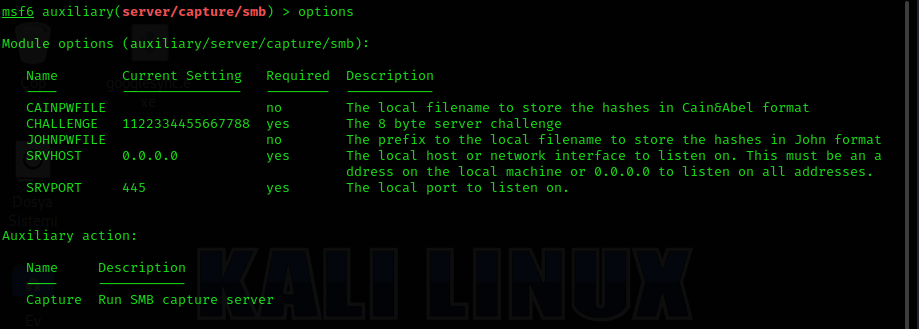 msf6 auxiliary(server/capture/smb) > options
Module options (auxiliary/server/capture/smb):
Name Current Setting Required Description
CAINPWFILE no The local filename to store the hashes in Cain&Abel format
CHALLENGE 1122334455667788 yes The 8 byte server challenge
JOHNPWFILE no The prefix to the local filename to store the hashes in John format
SRVHOST 0.0.0.0 yes The local host or network interface to listen on. This must be an a
ddress on the local machine or 0.0.0.0 to listen on all addresses.
SRVPORT 445 yes The local port to listen on.
Dosya
Sistemi
Auxiliary action:
Name Description
Capture Run SMB capture server
KALI LINUX
Ev